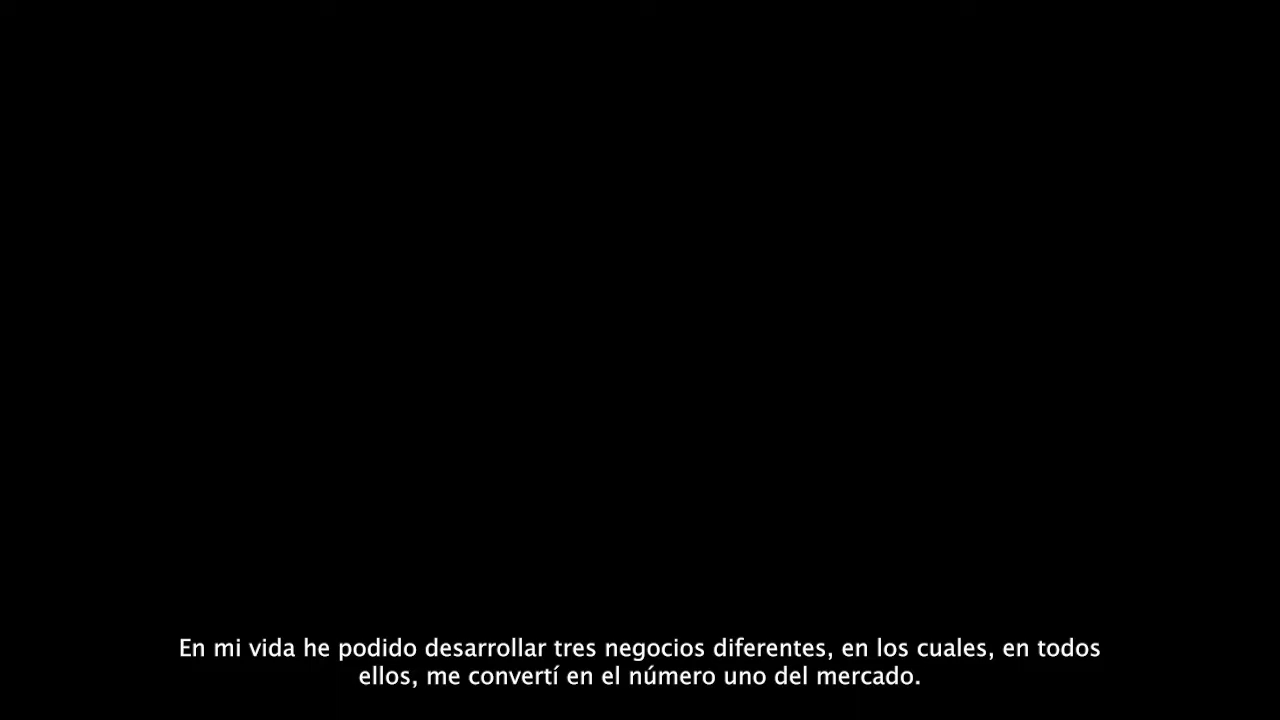 En mi vida he podido desarrollar tres negocios diferentes, en los cuales, en todos
ellos, me convertí en el número uno del mercado.